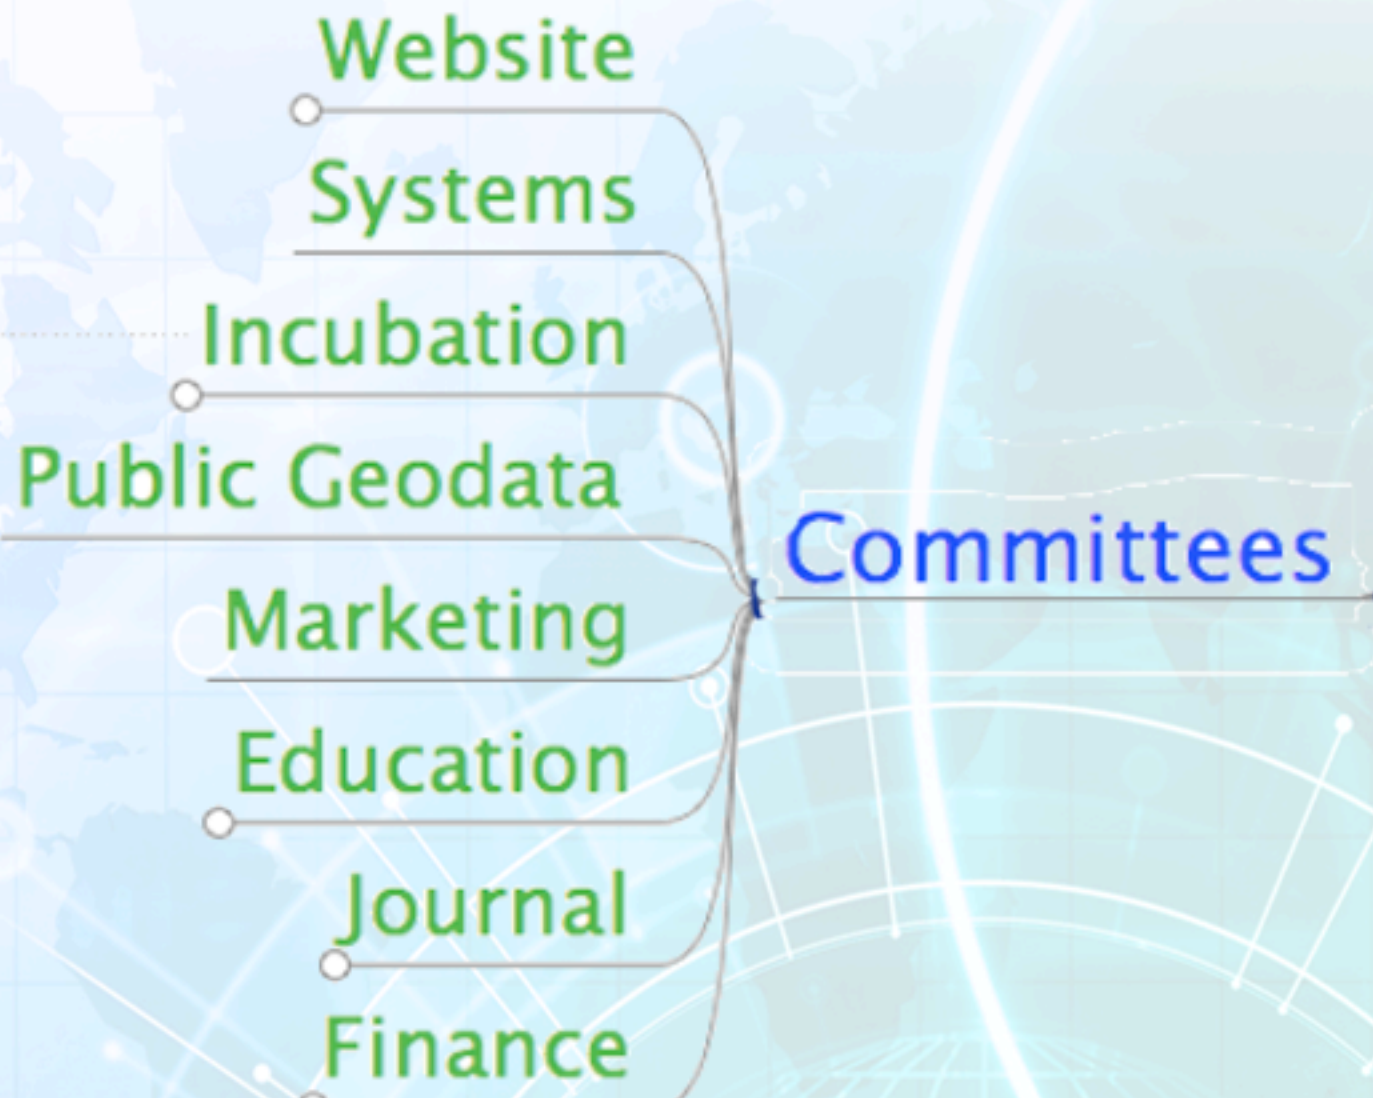 Website
Systems
Incubation
Public Geodata
Committees
Marketing
Education
Journal
Finance